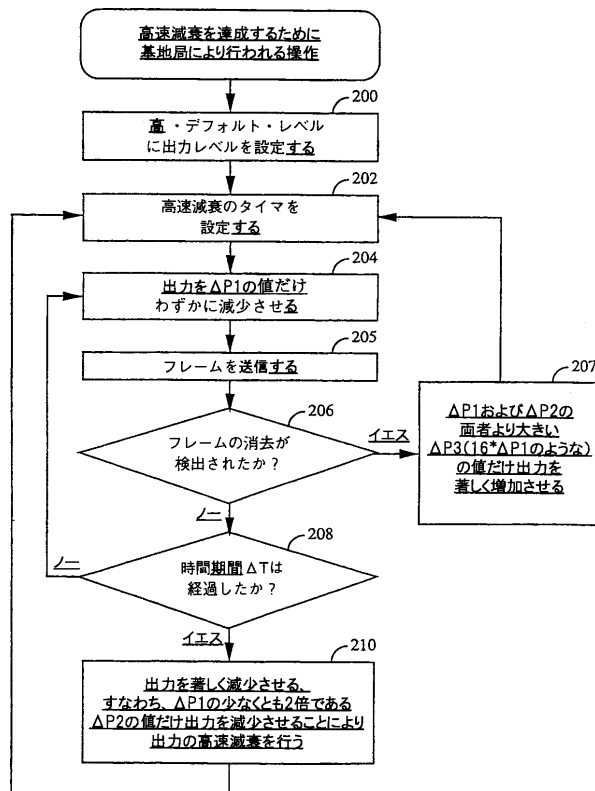 高速減衰を達成するために
基地局により行われる操作
200
高・デフォルト・レベル
に出力レベルを設定する
202
高速減衰のタイマを
設定する
204
出力をΔP1の値だけ
わずかに減少させる
205
フレームを送信する
206
フレームの消去が
検出されたか?
イエス
207
ΔP1およびΔP2の
両者より大きい
ΔP3(16*ΔP1のような)
の値だけ出力を
著しく増加させる
ノー
208
時間期間ΔTは
経過したか?
ノー
イエス
210
出力を著しく減少させる、
すなわち、ΔP1の少なくとも2倍である
ΔP2の値だけ出力を減少させることにより
出力の高速減衰を行う